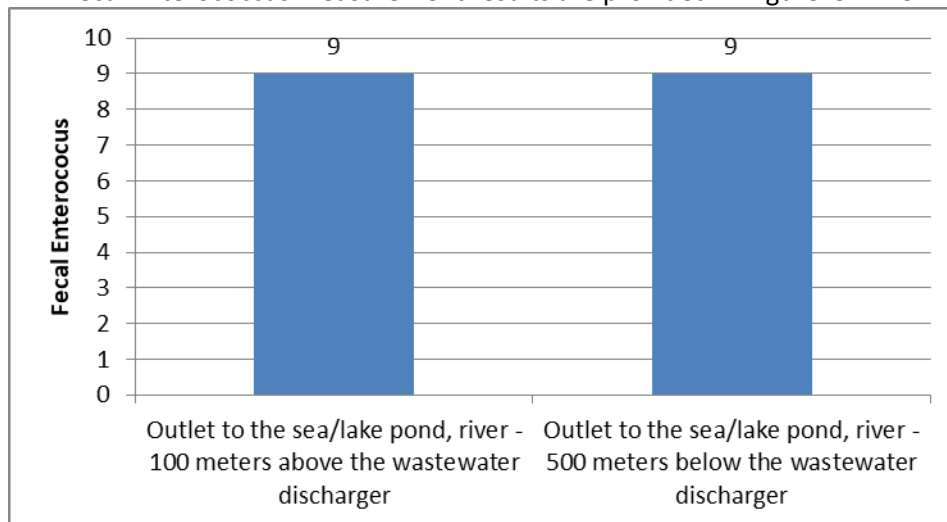 10
9
8
7
6
5
4
3
2
1
0
Fecal Enterococus
9
9
Outlet to the sea/lake pond, river -
100 meters above the wastewater
discharger
Outlet to the sea/lake pond, river -
500 meters below the wastewater
discharger